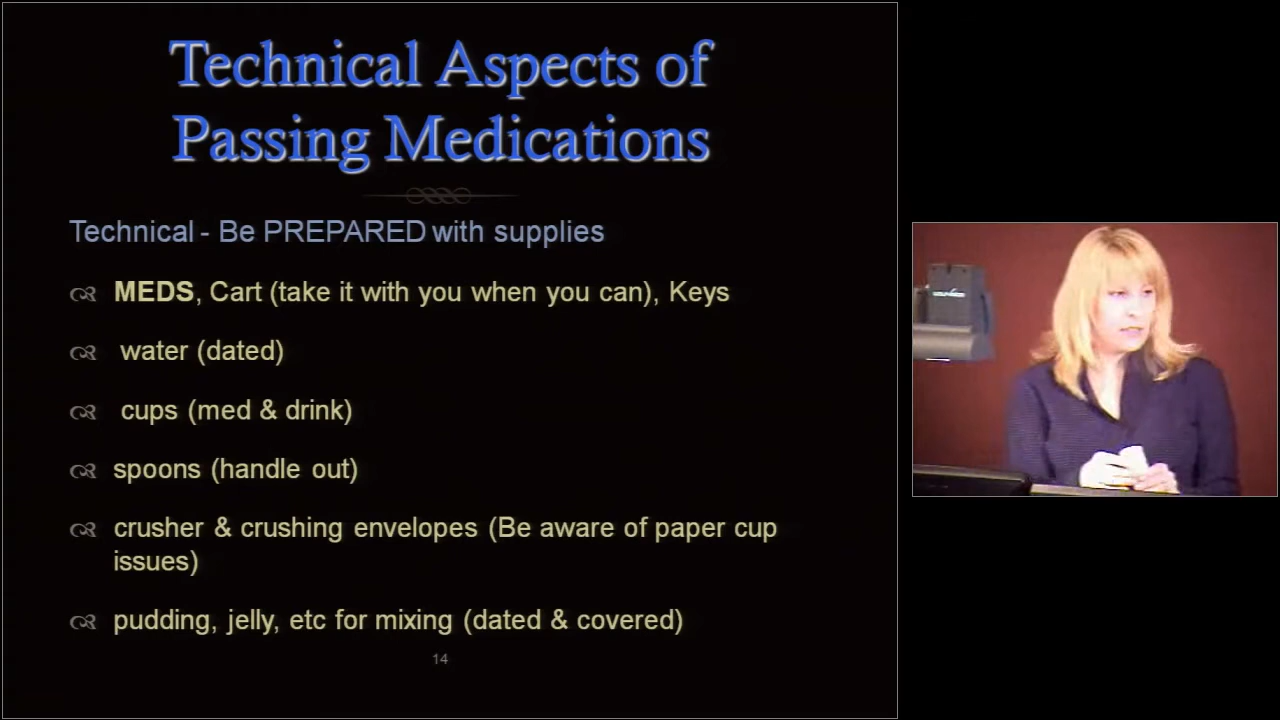 Technical Aspects of
Passing Medications
Technical - Be PREPARED with supplies
MEDS, Cart (take it with you when you can), Keys
water (dated)
cups (med & drink)
spoons (handle out)
crusher & crushing envelopes (Be aware of paper cup
issues)
pudding, jelly, etc for mixing (dated & covered)
14